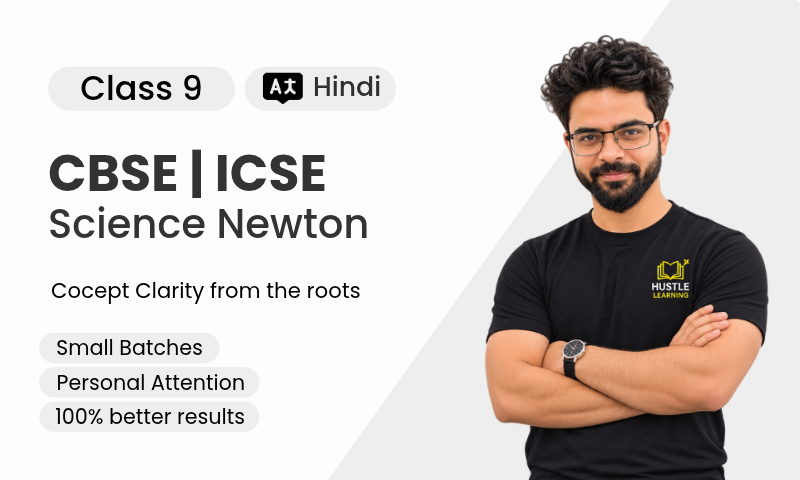 Class 9
Hindi
CBSE | ICSE
Science Newton
Cocept Clarity from the roots
Small Batches
Personal Attention
100% better results
HUSTLE
LEARNING